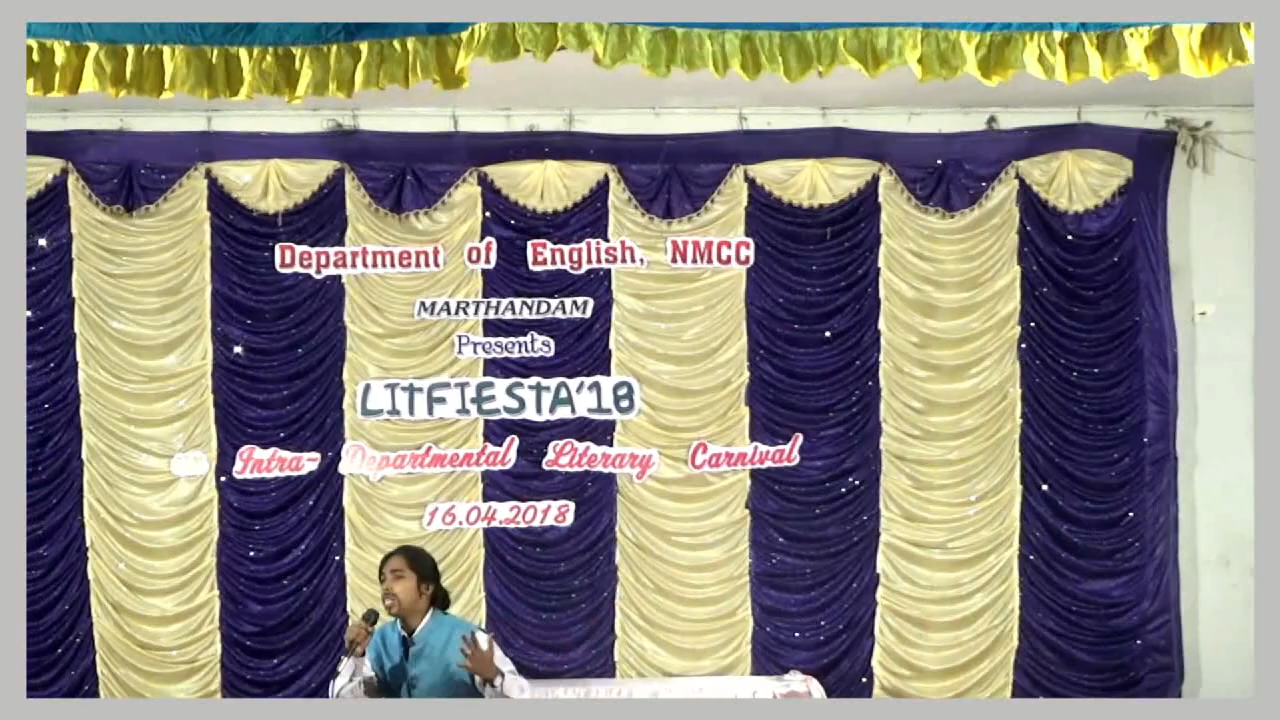 Department of English, NMCC
MARTHANDAM
Presents
LITFIESTA'18
Intra- Departmental Literary Carnival
16.04.2018